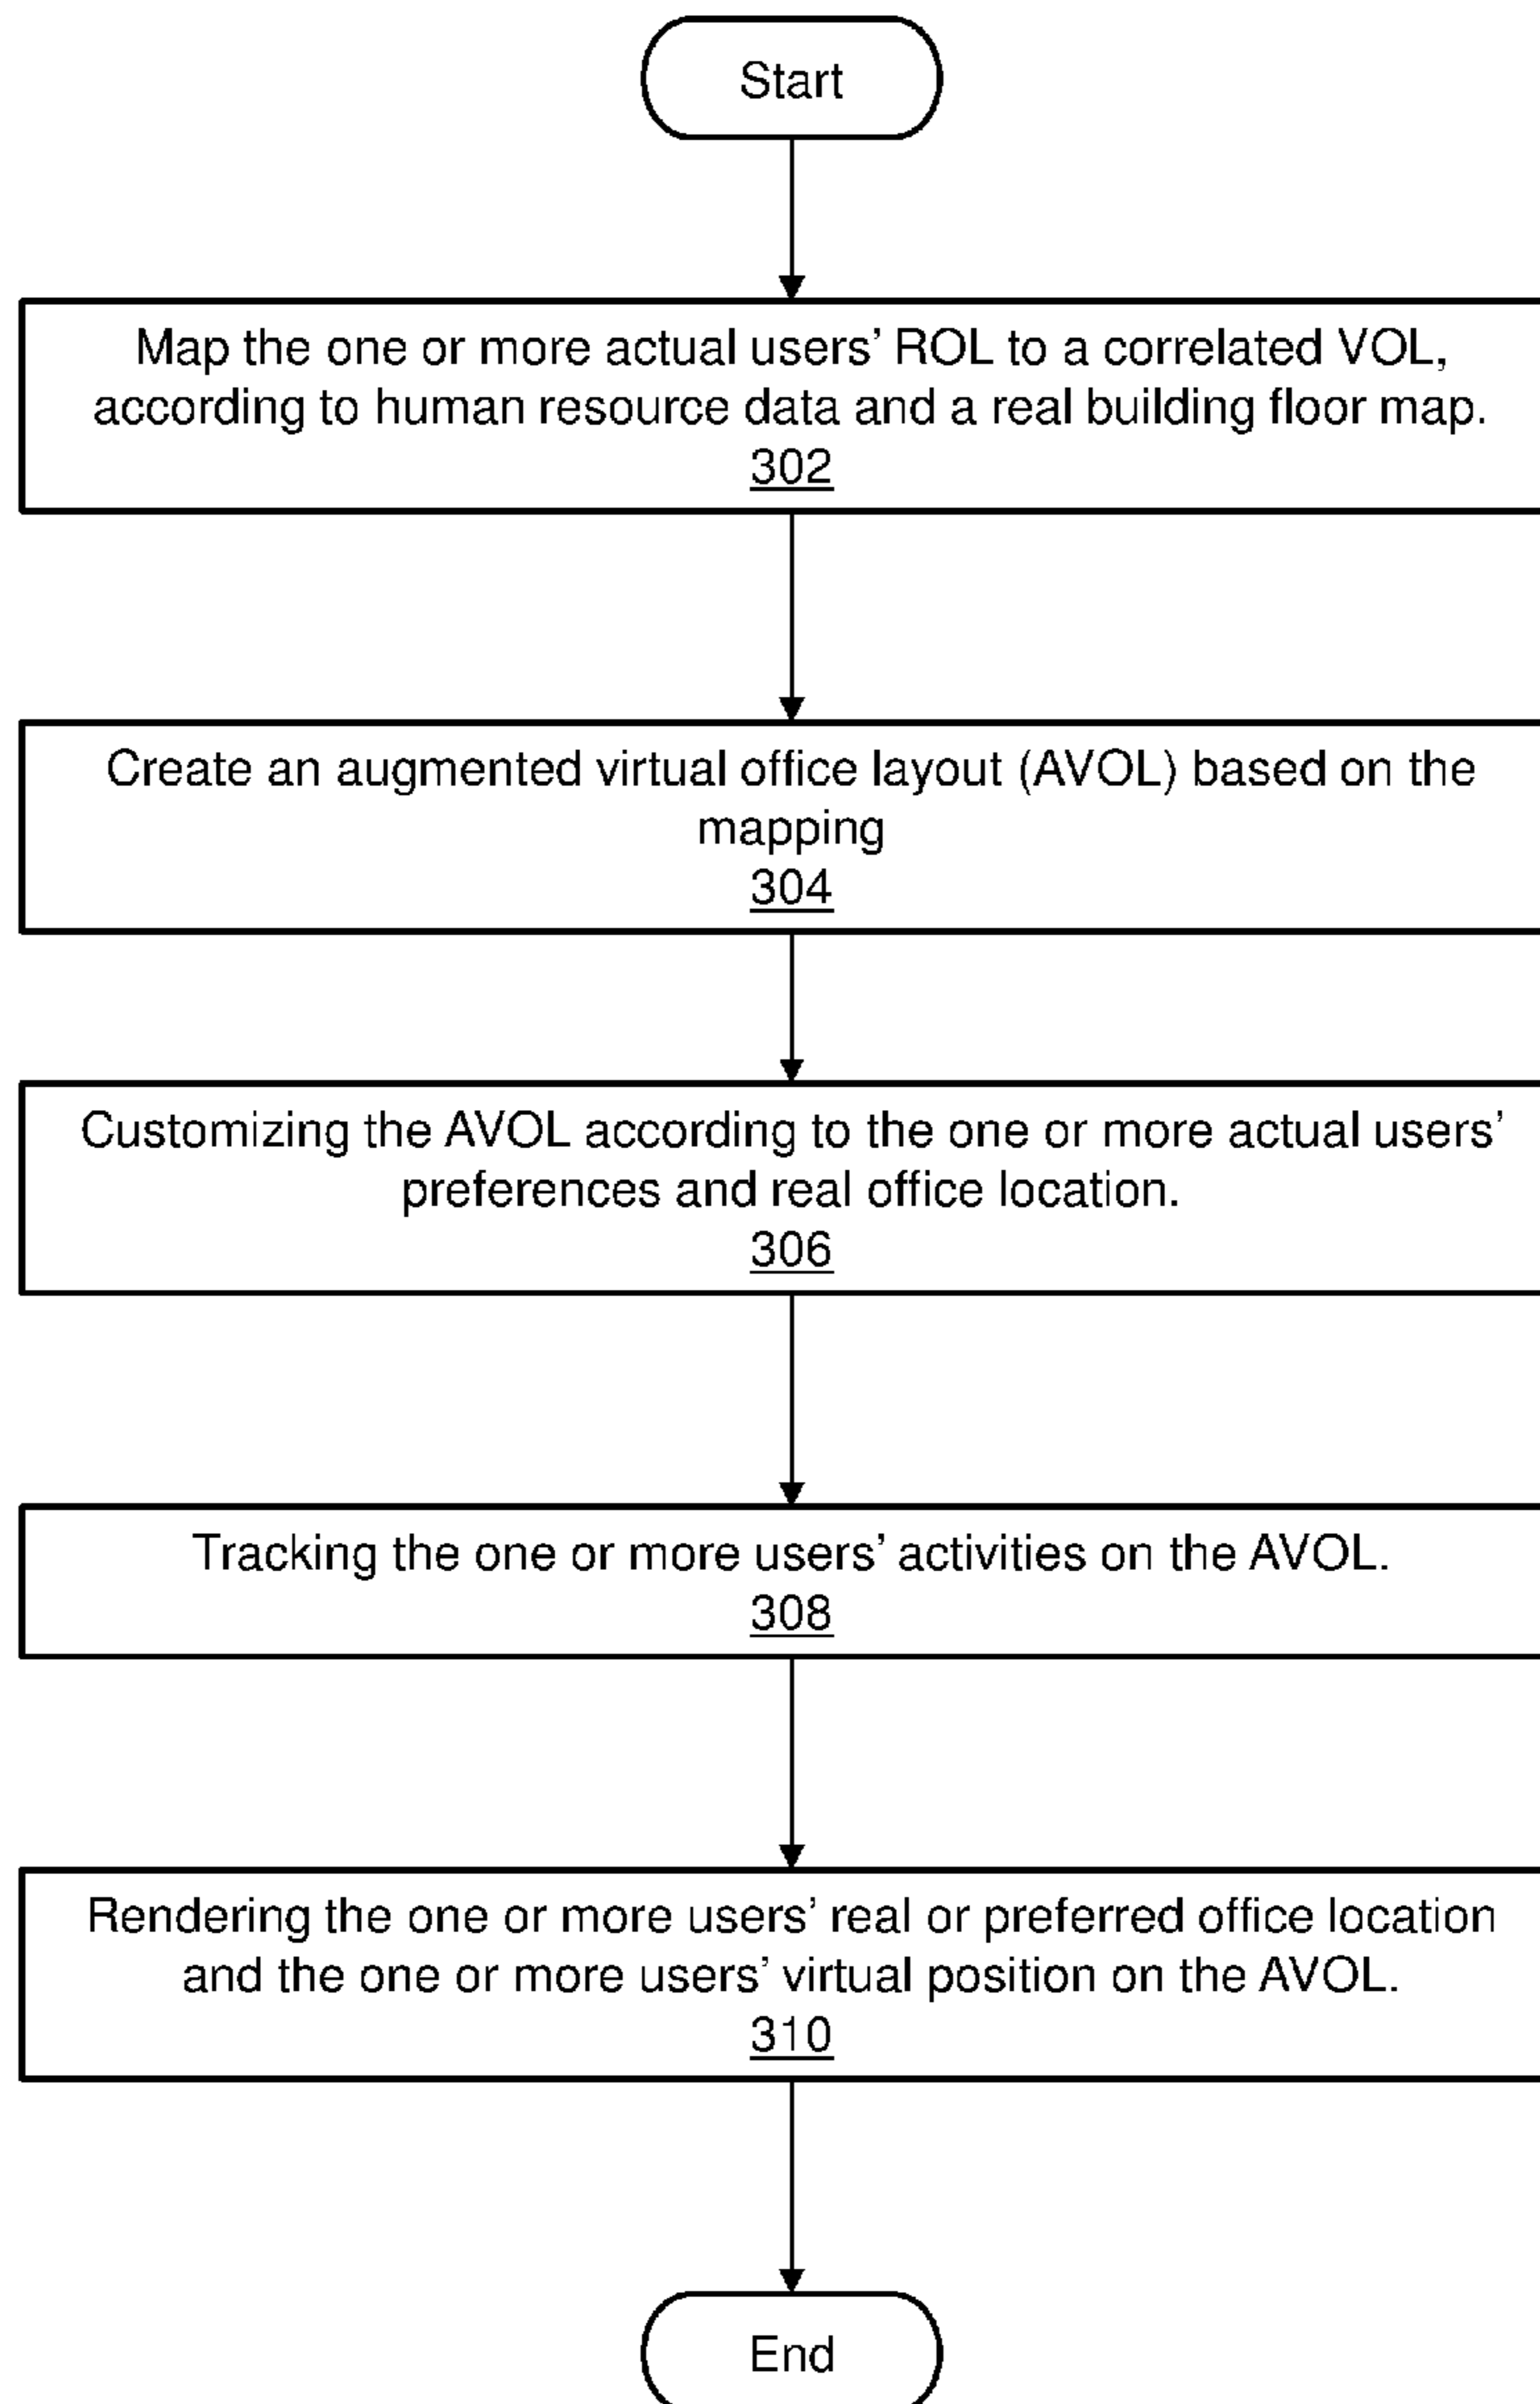 Start
Map the one or more actual users’ ROL to a correlated VOL,
according to human resource data and a real building floor map.
302
Create an augmented virtual office layout (AVOL) based on the
mapping
304
Customizing the AVOL according to the one or more actual users’
preferences and real office location.
306
Tracking the one or more users’ activities on the AVOL.
308
Rendering the one or more users’ real or preferred office location
and the one or more users’ virtual position on the AVOL.
310
End